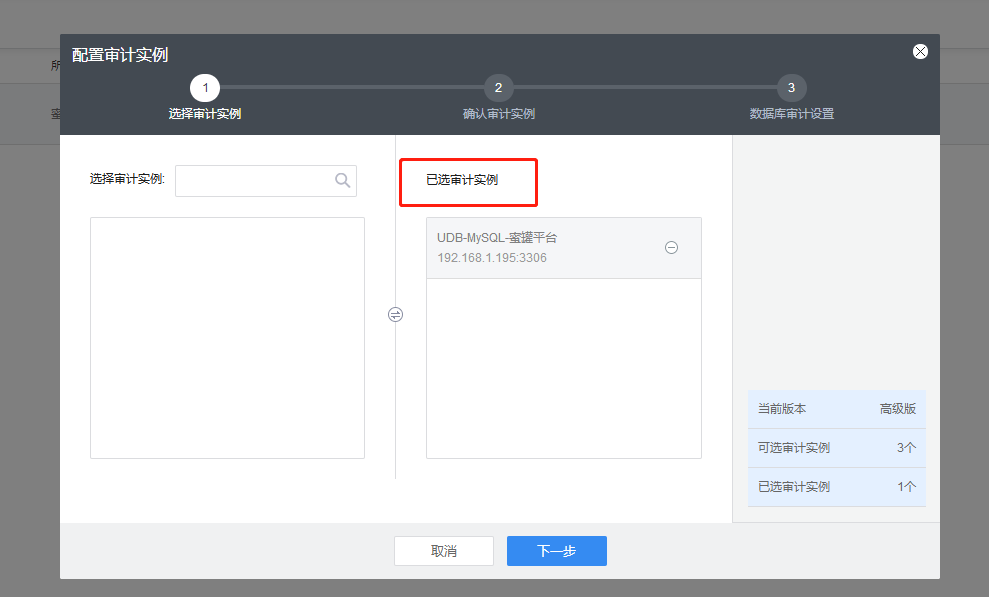 配置审计实例
1
2
3
选择审计实例
确认审计实例
数据库审计设置
所
选择审计实例:
已选审计实例
UDB-MySQL-蜜罐平台
192.168.1.195:3306
当前版本 高级版
可选审计实例 3个
已选审计实例 1个
取消
下一步